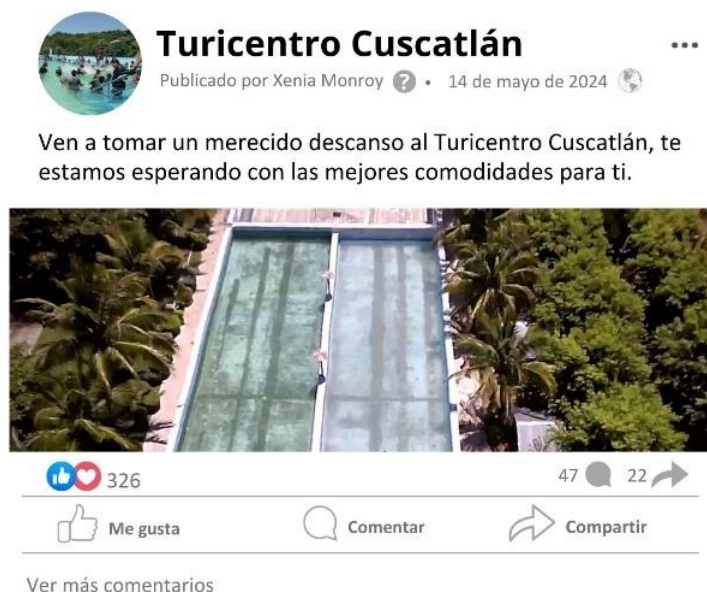 Turicentro Cuscatlán
Publicado por Xenia Monroy ? • 14 de mayo de 2024
Ven a tomar un merecido descanso al Turicentro Cuscatlán, te
estamos esperando con las mejores comodidades para ti.
326
47 22
Me gusta Comentar Compartir
Ver más comentarios